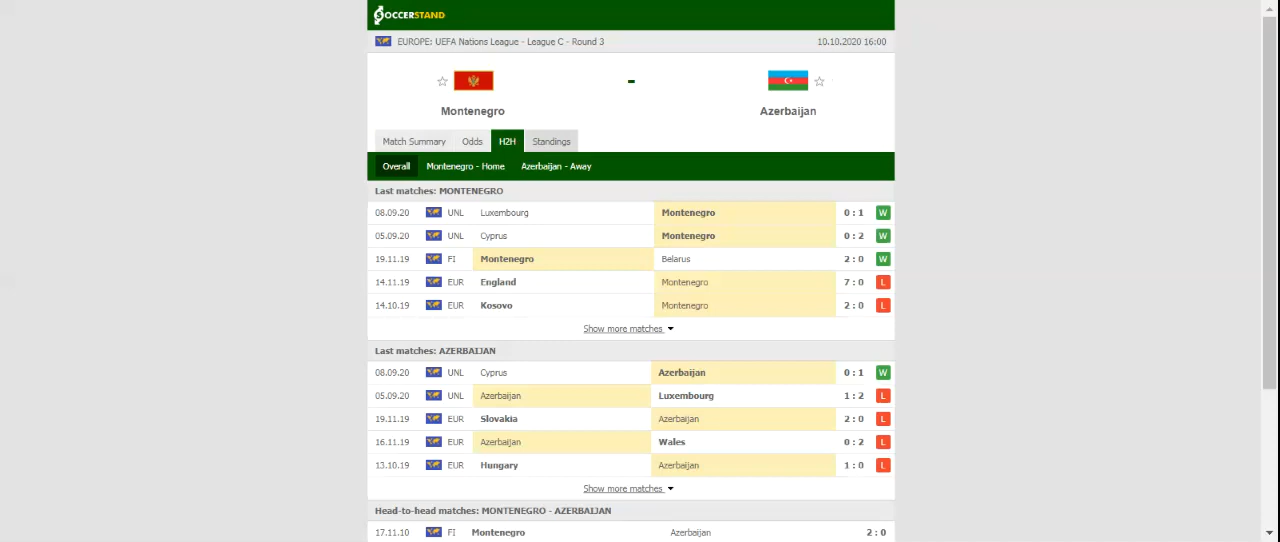 SOCCERSTAND
EUROPE: UEFA Nations League - League C - Round 3 10.10.2020 16:00
-
Montenegro Azerbaijan
Match Summary Odds H2H Standings
Overall Montenegro - Home Azerbaijan - Away
Last matches: MONTENEGRO
08.09.20 UNL Luxembourg Montenegro 0 : 1 W
05.09.20 UNL Cyprus Montenegro 0 : 2 W
19.11.19 FI Montenegro Belarus 2 : 0 W
14.11.19 EUR England Montenegro 7 : 0 L
14.10.19 EUR Kosovo Montenegro 2 : 0 L
Show more matches
Last matches: AZERBAIJAN
08.09.20 UNL Cyprus Azerbaijan 0 : 1 W
05.09.20 UNL Azerbaijan Luxembourg 1 : 2 L
19.11.19 EUR Slovakia Azerbaijan 2 : 0 L
16.11.19 EUR Azerbaijan Wales 0 : 2 L
13.10.19 EUR Hungary Azerbaijan 1 : 0 L
Show more matches
Head-to-head matches: MONTENEGRO - AZERBAIJAN
17.11.10 FI Montenegro Azerbaijan 2 : 0